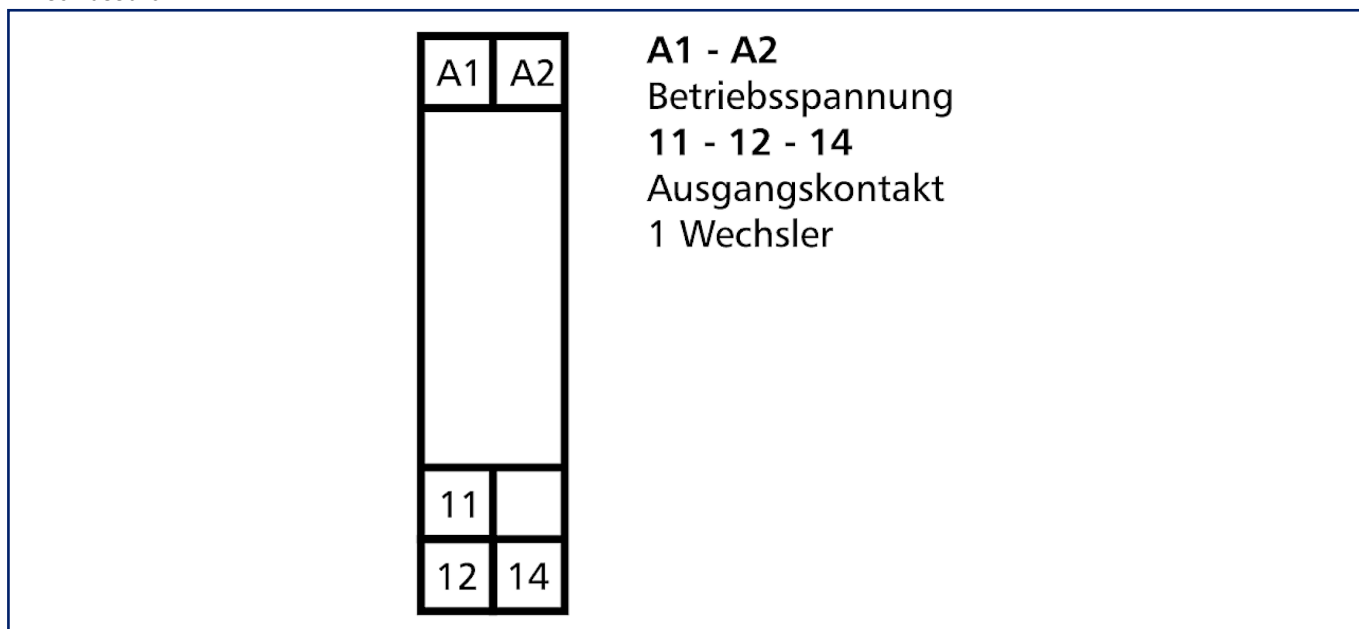 A1 A2
A1 - A2
Betriebsspannung
11 - 12 - 14
Ausgangskontakt
1 Wechsler
11
12 14